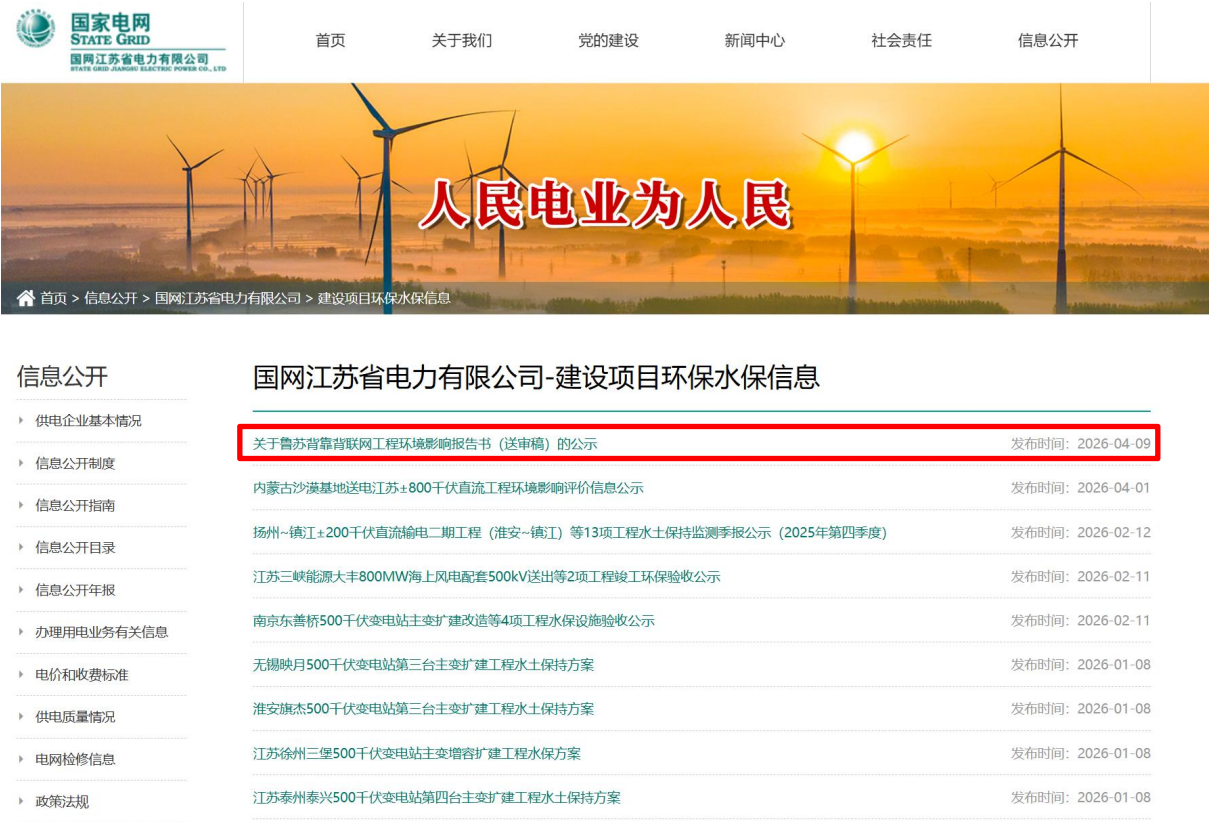 国家电网
STATE GRID
国网江苏省电力有限公司
STATE GRID JIANGSU ELECTRIC POWER CO., LTD
首页 关于我们 党的建设 新闻中心 社会责任 信息公开
人民电业为人民
首页 > 信息公开 > 国网江苏省电力有限公司 > 建设项目环保水保信息
信息公开
供电企业基本情况
信息公开制度
信息公开指南
信息公开目录
信息公开年报
办理用电业务有关信息
电价和收费标准
供电质量情况
电网检修信息
政策法规
国网江苏省电力有限公司-建设项目环保水保信息
关于鲁苏背靠背联网工程环境影响报告书（送审稿）的公示 发布时间：2026-04-09
内蒙古沙漠基地送电江苏±800千伏直流工程环境影响评价信息公示 发布时间：2026-04-01
扬州~镇江±200千伏直流输电二期工程（淮安~镇江）等13项工程水土保持监测季报公示（2025年第四季度） 发布时间：2026-02-12
江苏三峡能源大丰800MW海上风电配套500kV送出等2项工程竣工环保验收公示 发布时间：2026-02-11
南京东善桥500千伏变电站主变扩建改造等4项工程水保设施验收公示 发布时间：2026-02-11
无锡映月500千伏变电站第三台主变扩建工程水土保持方案 发布时间：2026-01-08
淮安旗杰500千伏变电站第三台主变扩建工程水土保持方案 发布时间：2026-01-08
江苏徐州三堡500千伏变电站主变增容扩建工程水保方案 发布时间：2026-01-08
江苏泰州泰兴500千伏变电站第四台主变扩建工程水土保持方案 发布时间：2026-01-08